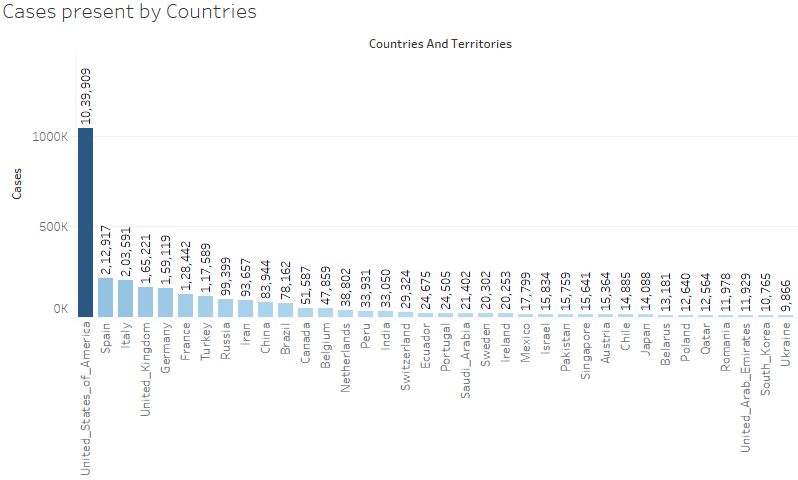 Cases present by Countries
Countries And Territories
Cases
1000K
500K
0K
10,39,909
2,12,917
2,03,591
1,65,221
1,59,119
1,28,442
1,17,589
99,399
93,657
83,944
78,162
51,587
47,859
38,802
33,931
33,050
29,324
24,675
24,505
21,402
20,302
20,253
17,799
15,834
15,759
15,641
15,364
14,885
14,088
13,181
12,640
12,564
11,978
11,929
10,765
9,866
United_States_of_America
Spain
Italy
United_Kingdom
Germany
France
Turkey
Russia
Iran
China
Brazil
Canada
Belgium
Netherlands
Peru
India
Switzerland
Ecuador
Portugal
Saudi_Arabia
Sweden
Ireland
Mexico
Israel
Pakistan
Singapore
Austria
Chile
Japan
Belarus
Poland
Qatar
Romania
United_Arab_Emirates
South_Korea
Ukraine